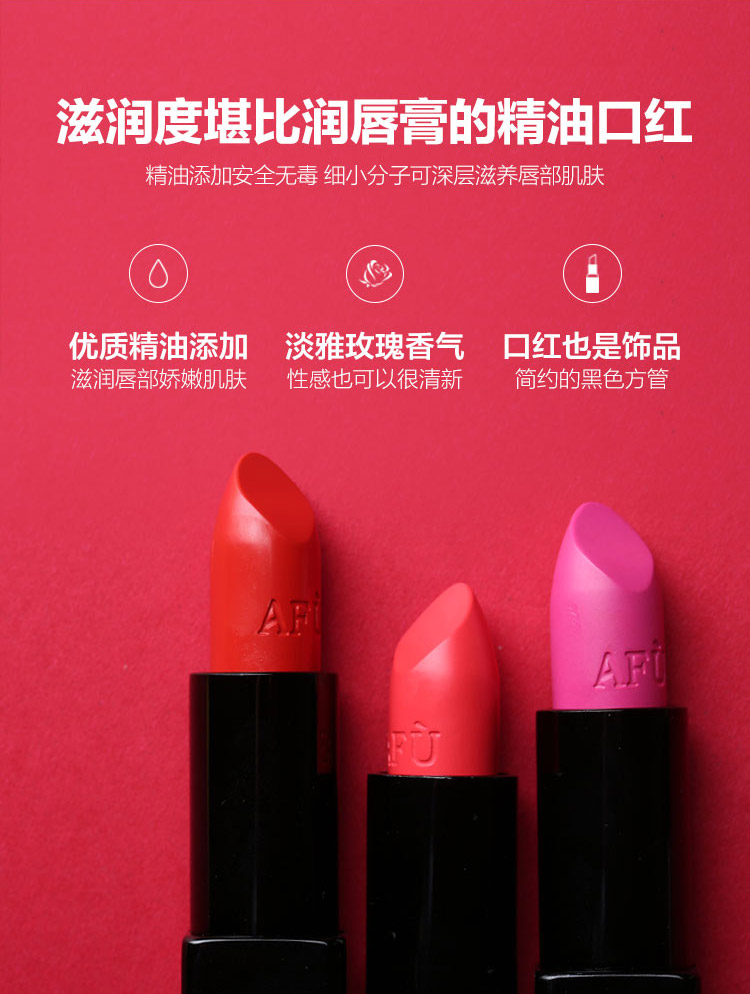 滋润度堪比润唇膏的精油口红
精油添加安全无毒 细小分子可深层滋养唇部肌肤
优质精油添加
滋润唇部娇嫩肌肤
淡雅玫瑰香气
性感也可以很清新
口红也是饰品
简约的黑色方管
AFÙ
FÙ
AFÙ